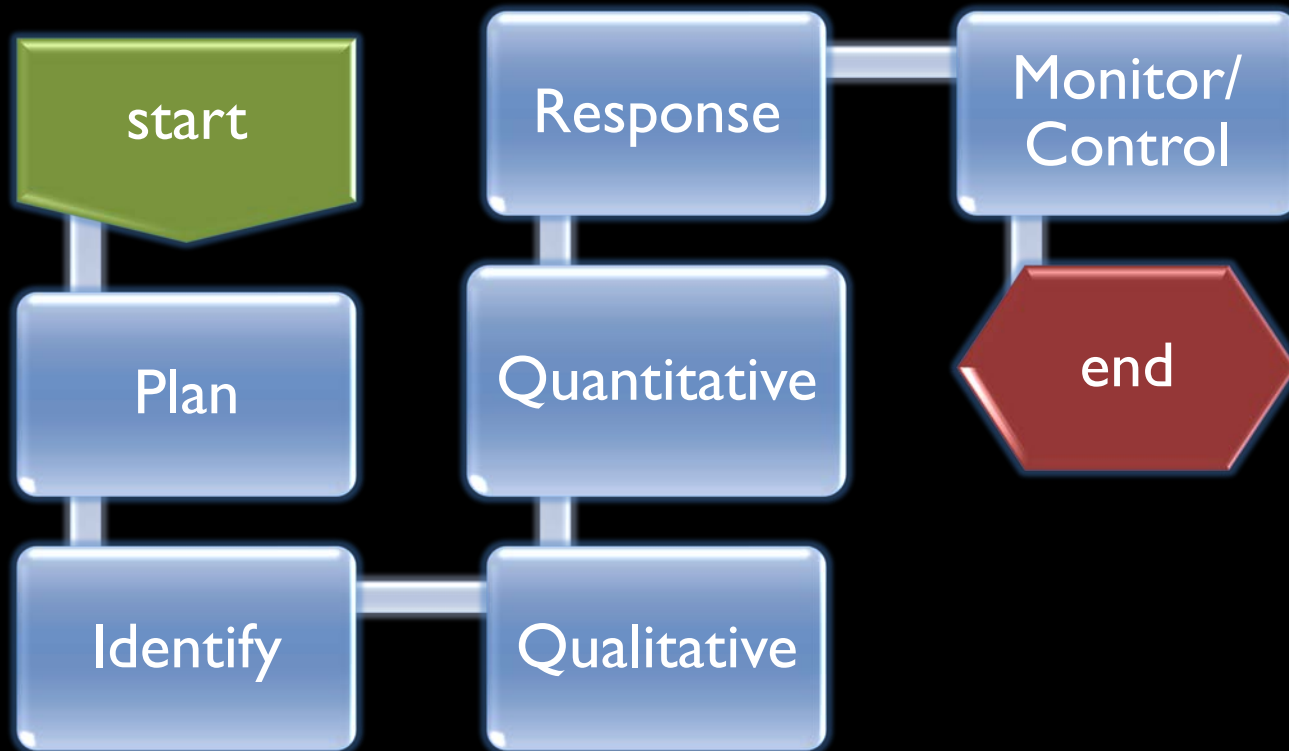 start
Plan
Identify
Qualitative
Quantitative
Response
Monitor/
Control
end